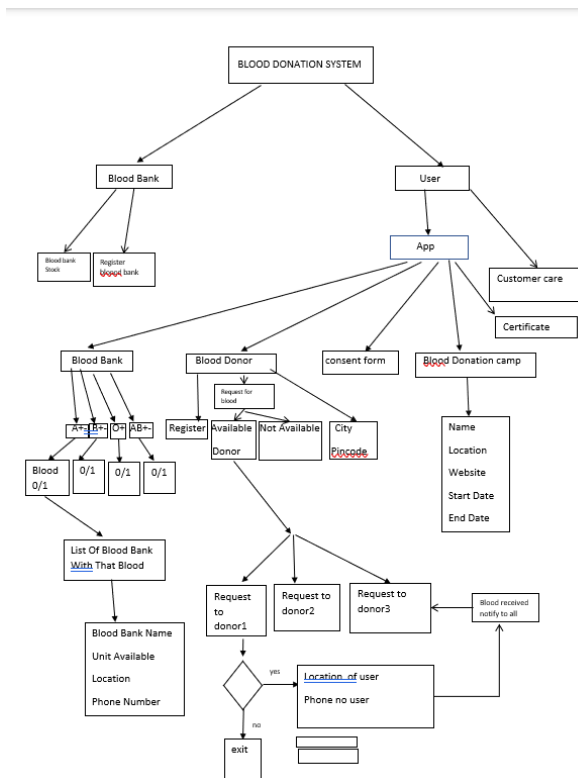 BLOOD DONATION SYSTEM
Blood Bank
User
App
Blood bank
Stock
Register
bloood bank
Customer care
Certificate
Blood Bank
Blood Donor
consent form
Blood Donation camp
Request for
blood
A+-
B+-
O+
AB+-
Register
Available
Donor
Not Available
City
Pincode
Name
Location
Website
Start Date
End Date
Blood
0/1
0/1
0/1
0/1
List Of Blood Bank
With That Blood
Request
to
donor1
Request to
donor2
Request to
donor3
Blood received
notify to all
Blood Bank Name
Unit Available
Location
Phone Number
yes
Location of user
Phone no user
no
exit